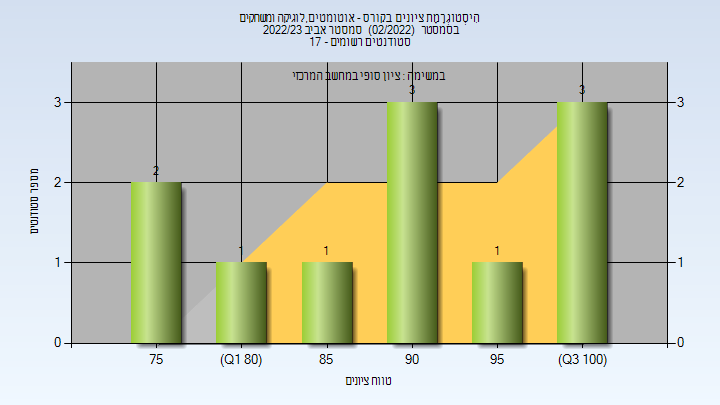 היסטוגרמת ציונים בקורס - אוטומטים,לוגיקה ומשחקים
בסמסטר (02/2022) סמסטר אביב 2022/23
סטודנטים רשומים - 17
במשימה : ציון סופי במחשב המרכזי
מספר סטודנטים
3
2
1
0
3
2
1
0
2
1
1
3
1
3
75
(Q1 80)
85
90
95
(Q3 100)
טווח ציונים